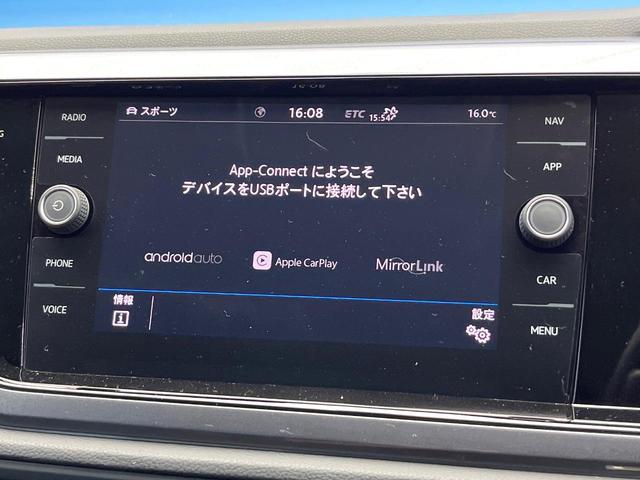 RADIO
MEDIA
PHONE
VOICE
スポーツ
16:08
ETC 15:54
16.0℃
App-Connect にようこそ
デバイスをUSBポートに接続して下さい
androidauto
Apple CarPlay
MirrorLink
情報
設定
NAV
APP
CAR
MENU